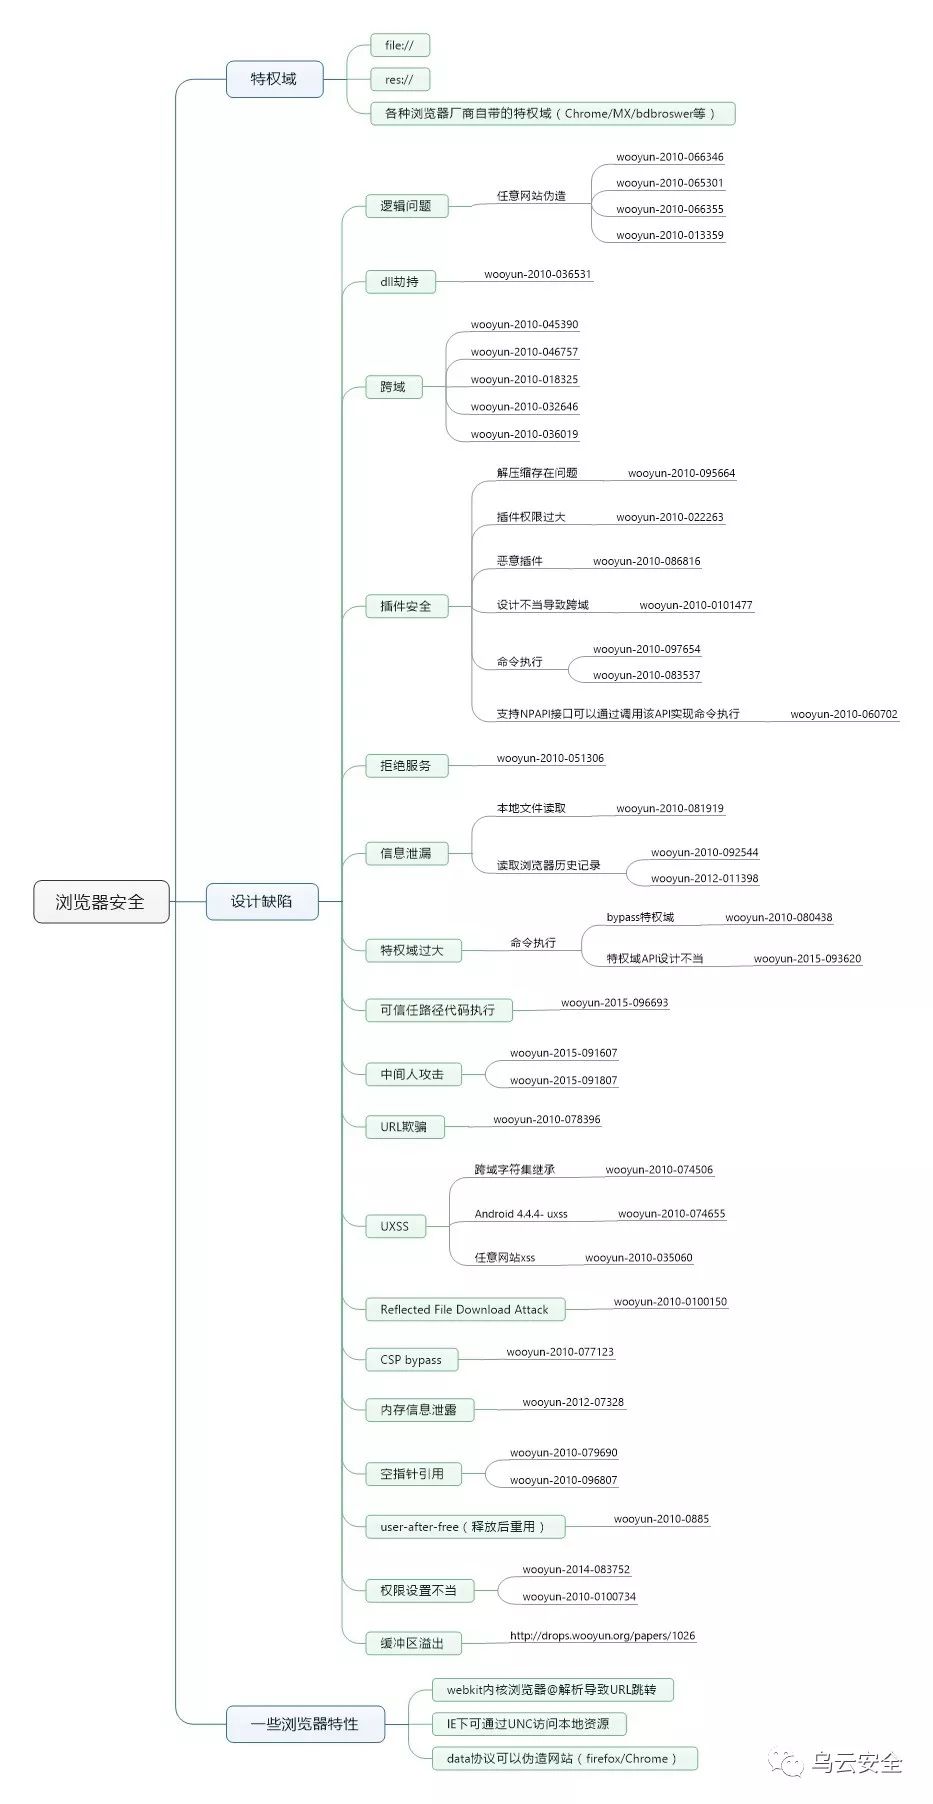 浏览器安全
特权域
file://
res://
各种浏览器厂商自带的特权域（Chrome/MX/bdbroswer等）
设计缺陷
逻辑问题
任意网站伪造
wooyun-2010-066346
wooyun-2010-065301
wooyun-2010-066355
wooyun-2010-013359
dll劫持
wooyun-2010-036531
跨域
wooyun-2010-045390
wooyun-2010-046757
wooyun-2010-018325
wooyun-2010-032646
wooyun-2010-036019
插件安全
解压缩存在问题
wooyun-2010-095664
插件权限过大
wooyun-2010-022263
恶意插件
wooyun-2010-086816
设计不当导致跨域
wooyun-2010-0101477
命令执行
wooyun-2010-097654
wooyun-2010-083537
支持NPAPI接口可以通过调用该API实现命令执行
wooyun-2010-060702
拒绝服务
wooyun-2010-051306
信息泄漏
本地文件读取
wooyun-2010-081919
读取浏览器历史记录
wooyun-2010-092544
wooyun-2012-011398
特权域过大
命令执行
bypass特权域
wooyun-2010-080438
特权域API设计不当
wooyun-2015-093620
可信任路径代码执行
wooyun-2015-096693
中间人攻击
wooyun-2015-091607
wooyun-2015-091807
URL欺骗
wooyun-2010-078396
UXSS
跨域字符集继承
wooyun-2010-074506
Android 4.4.4- uxss
wooyun-2010-074655
任意网站xss
wooyun-2010-035060
Reflected File Download Attack
wooyun-2010-0100150
CSP bypass
wooyun-2010-077123
内存信息泄露
wooyun-2012-07328
空指针引用
wooyun-2010-079690
wooyun-2010-096807
user-after-free（释放后重用）
wooyun-2010-0885
权限设置不当
wooyun-2014-083752
wooyun-2010-0100734
缓冲区溢出
http://drops.wooyun.org/papers/1026
一些浏览器特性
webkit内核浏览器@解析导致URL跳转
IE下可通过UNC访问本地资源
data协议可以伪造网站（firefox/Chrome）
乌云安全